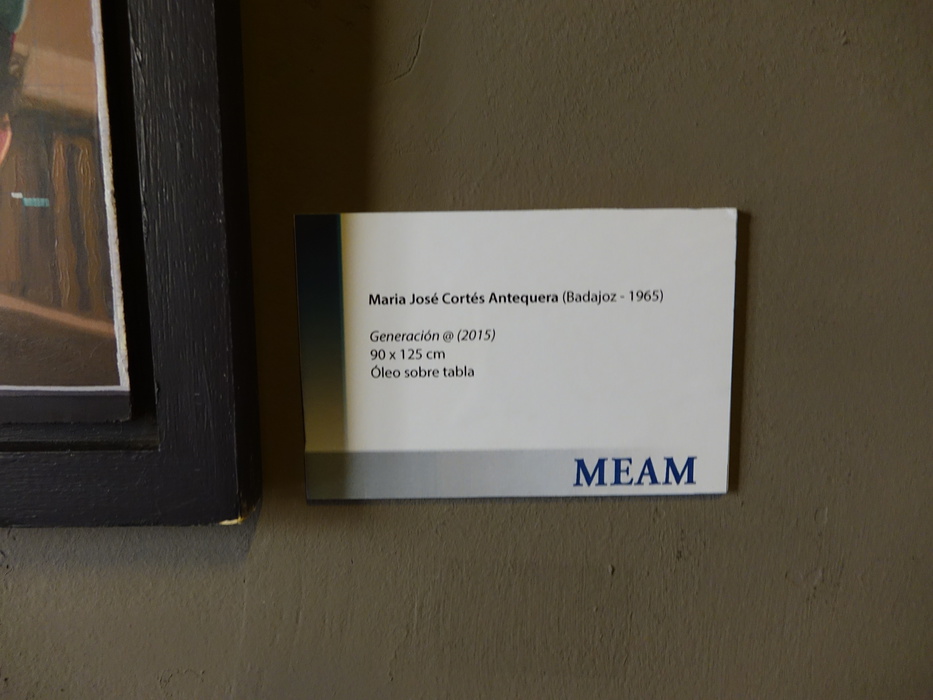 Maria José Cortés Antequera (Badajoz - 1965)
Generación @ (2015)
90 x 125 cm
Óleo sobre tabla
MEAM